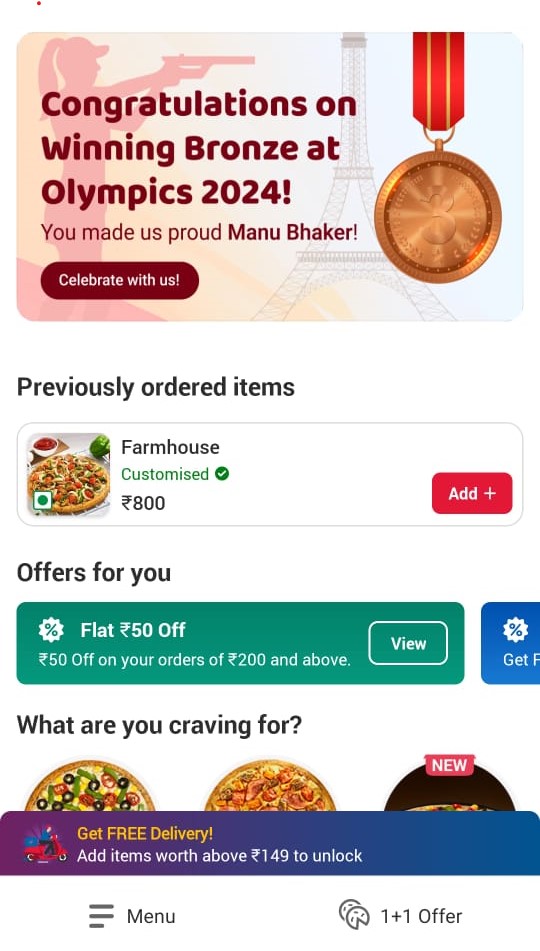 Congratulations on
Winning Bronze at
Olympics 2024!
You made us proud Manu Bhaker!
Celebrate with us!
3
Previously ordered items
Farmhouse
Customised
₹800
Add +
Offers for you
% Flat ₹50 Off
₹50 Off on your orders of ₹200 and above.
View
%
Get F
What are you craving for?
NEW
Get FREE Delivery!
Add items worth above ₹149 to unlock
Menu
1+1 Offer